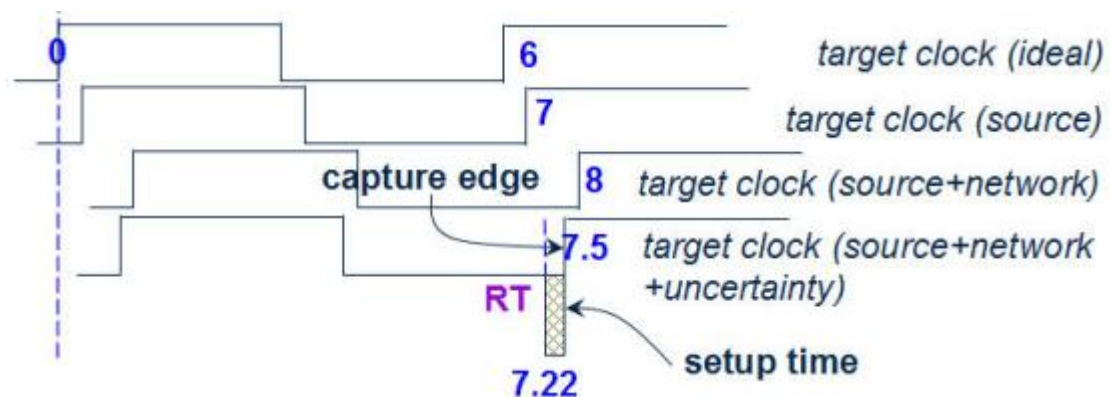 0
6
target clock (ideal)
7
target clock (source)
capture edge
8
target clock (source+network)
7.5
target clock (source+network
+uncertainty)
RT
setup time
7.22